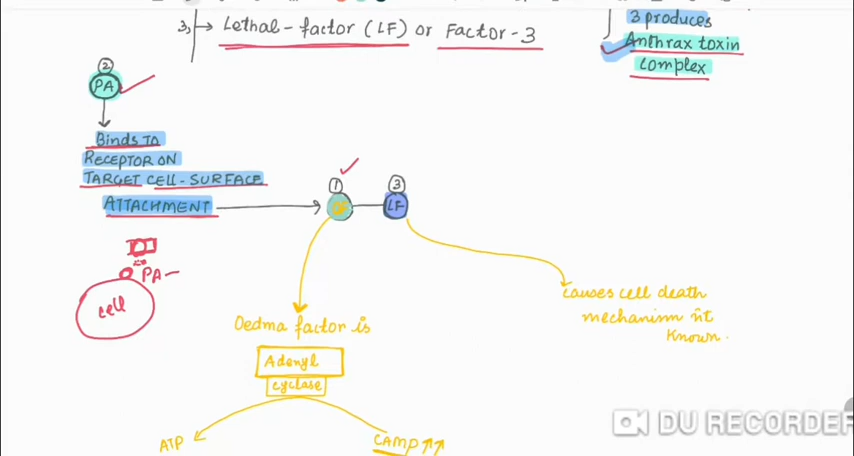 3, → Lethal-factor (LF) or Factor-3
3 produces
Anthrax toxin
complex
②
PA
Binds To
RECEPTOR ON
TARGET CELL-SURFACE
ATTACHMENT
①
③
LF
PA
cell
Causes cell death
mechanism n̄t
Known.
Oedma factor is
Adenyl
cyclase
ATP
CAMP↑↑
DU RECORDER